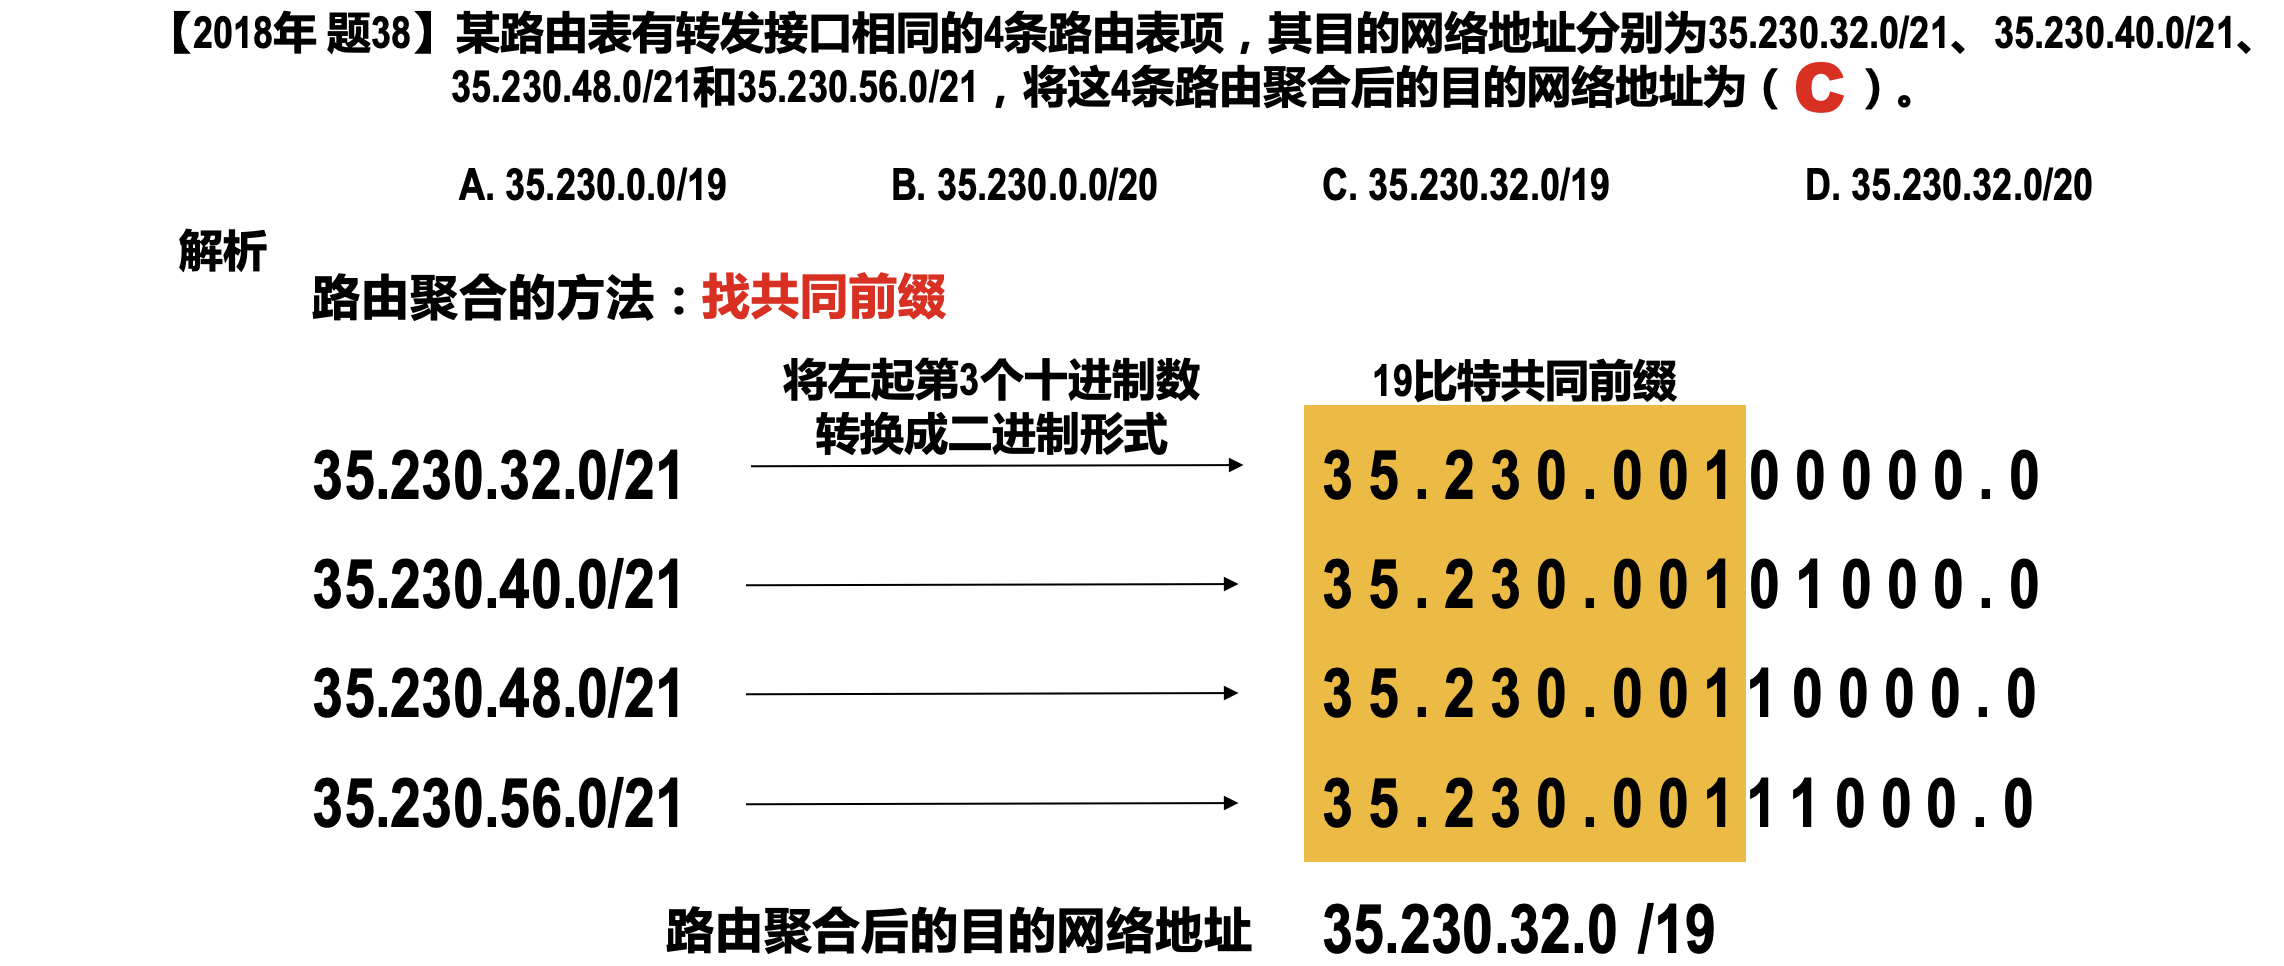 【2018年 题38】某路由表有转发接口相同的4条路由表项，其目的网络地址分别为35.230.32.0/21、35.230.40.0/21、
35.230.48.0/21和35.230.56.0/21，将这4条路由聚合后的目的网络地址为（ C ）。
A. 35.230.0.0/19 B. 35.230.0.0/20 C. 35.230.32.0/19 D. 35.230.32.0/20
解析
路由聚合的方法：找共同前缀
将左起第3个十进制数
转换成二进制形式
19比特共同前缀
35.230.32.0/21 35.230.00100000.0
35.230.40.0/21 35.230.00101000.0
35.230.48.0/21 35.230.00110000.0
35.230.56.0/21 35.230.00111000.0
路由聚合后的目的网络地址 35.230.32.0 /19